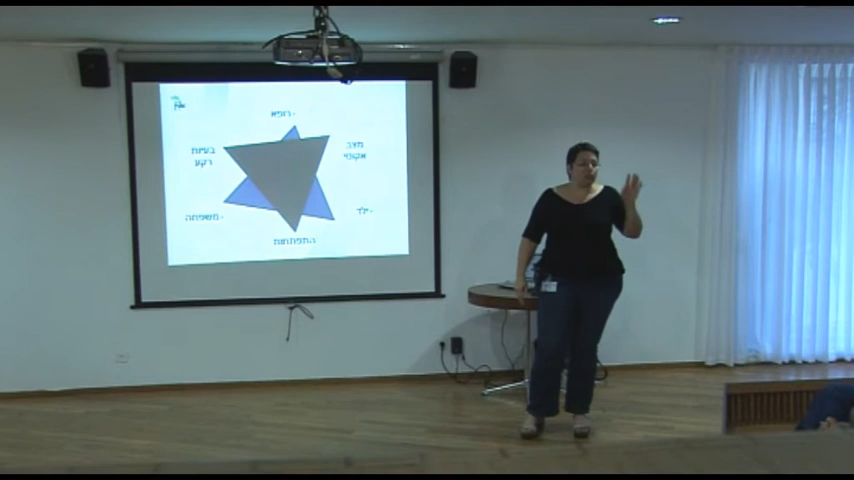 רופא -
מצב
אקוטי
בעיות
רקע
ילד -
משפחה -
התפתחות